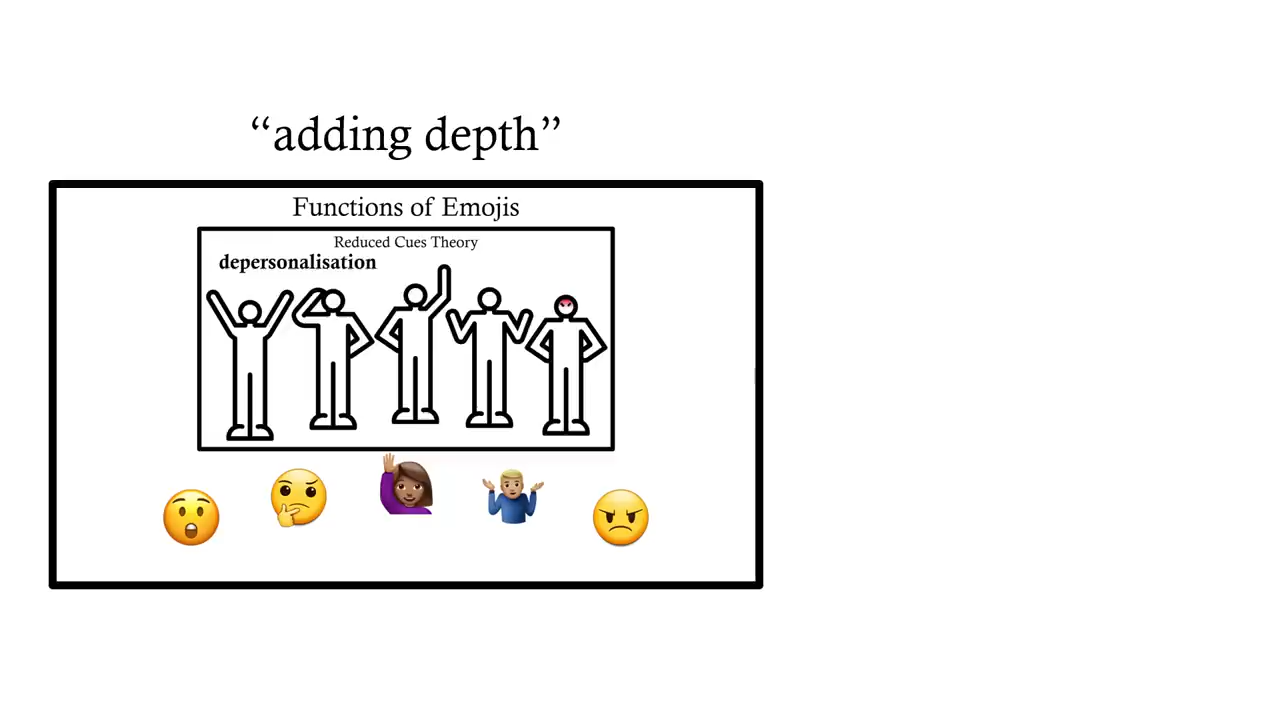 “adding depth”
Functions of Emojis
Reduced Cues Theory
depersonalisation